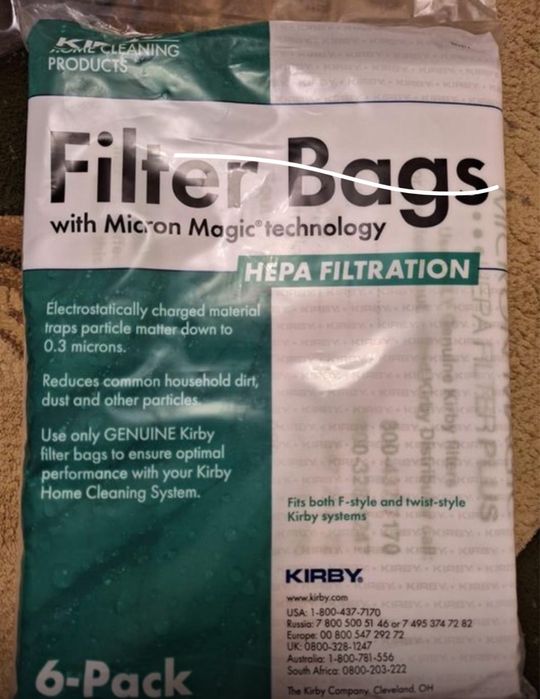 KIRBY
HOME CLEANING
PRODUCTS
Filter Bags
with Micron Magic® technology
HEPA FILTRATION
Electrostatically charged material
traps particle matter down to
0.3 microns.
Reduces common household dirt,
dust and other particles.
Use only GENUINE Kirby
filter bags to ensure optimal
performance with your Kirby
Home Cleaning System.
Fits both F-style and twist-style
Kirby systems
KIRBY.
www.kirby.com
USA: 1-800-437-7170
Russia: 7 800 500 51 46 or 7 495 374 72 82
Europe: 00 800 547 292 72
UK: 0800-328-1247
Australia: 1-800-781-556
South Africa: 0800-203-222
The Kirby Company, Cleveland, OH
6-Pack